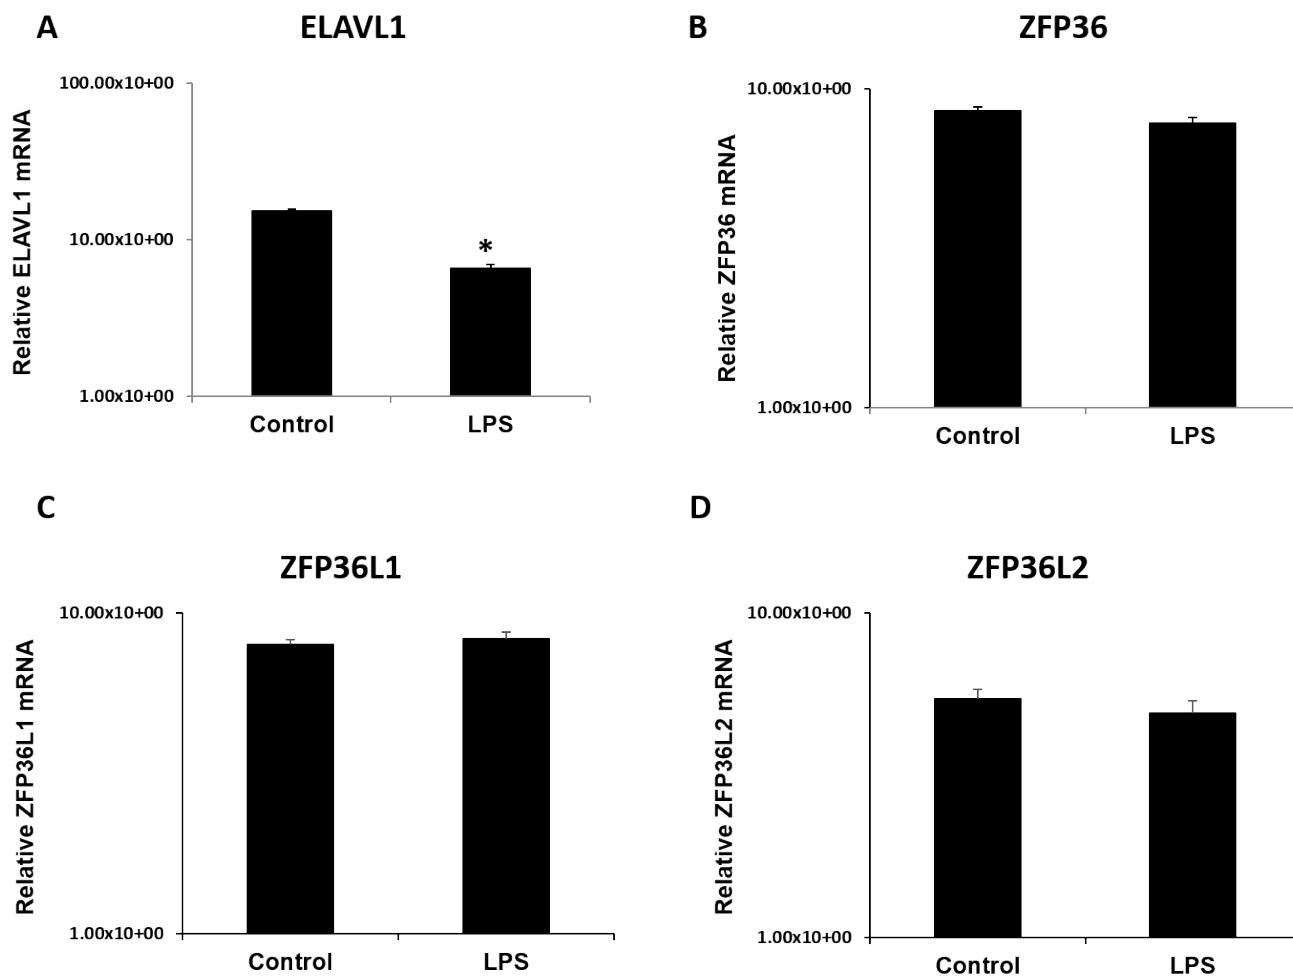 A
ELAVL1
Relative ELAVL1 mRNA
100.00x10+00
10.00x10+00
1.00x10+00
*
Control
LPS
B
ZFP36
Relative ZFP36 mRNA
10.00x10+00
1.00x10+00
Control
LPS
C
ZFP36L1
Relative ZFP36L1 mRNA
10.00x10+00
1.00x10+00
Control
LPS
D
ZFP36L2
Relative ZFP36L2 mRNA
10.00x10+00
1.00x10+00
Control
LPS